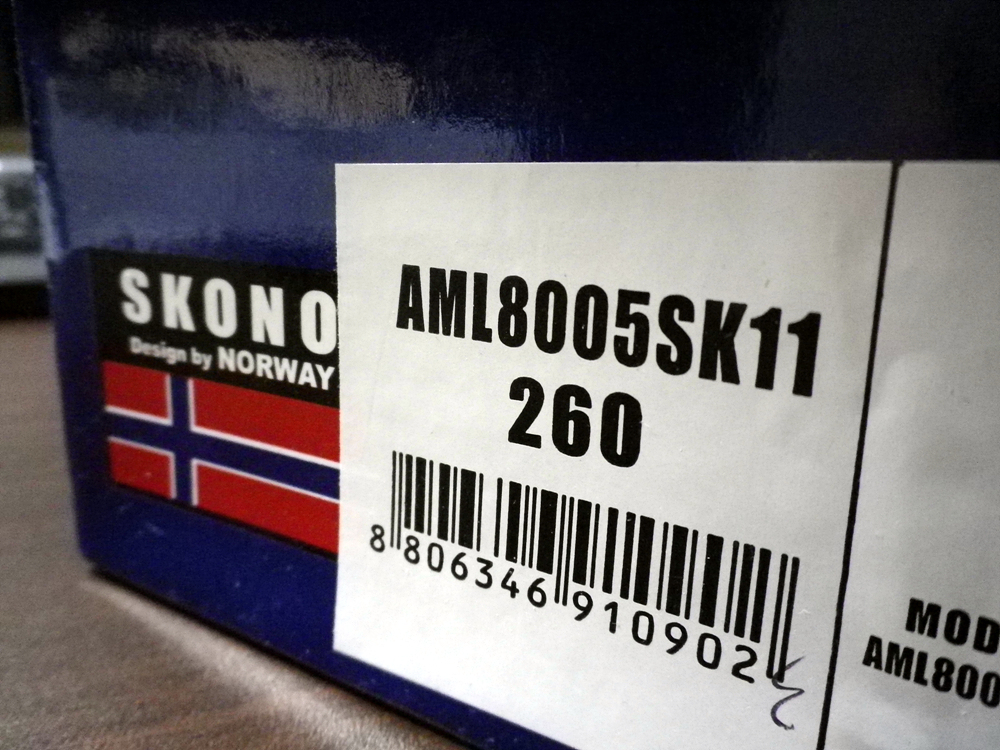 SKONO
Design by NORWAY
AML8005SK11
260
8 806346 910902
MOD
AML800